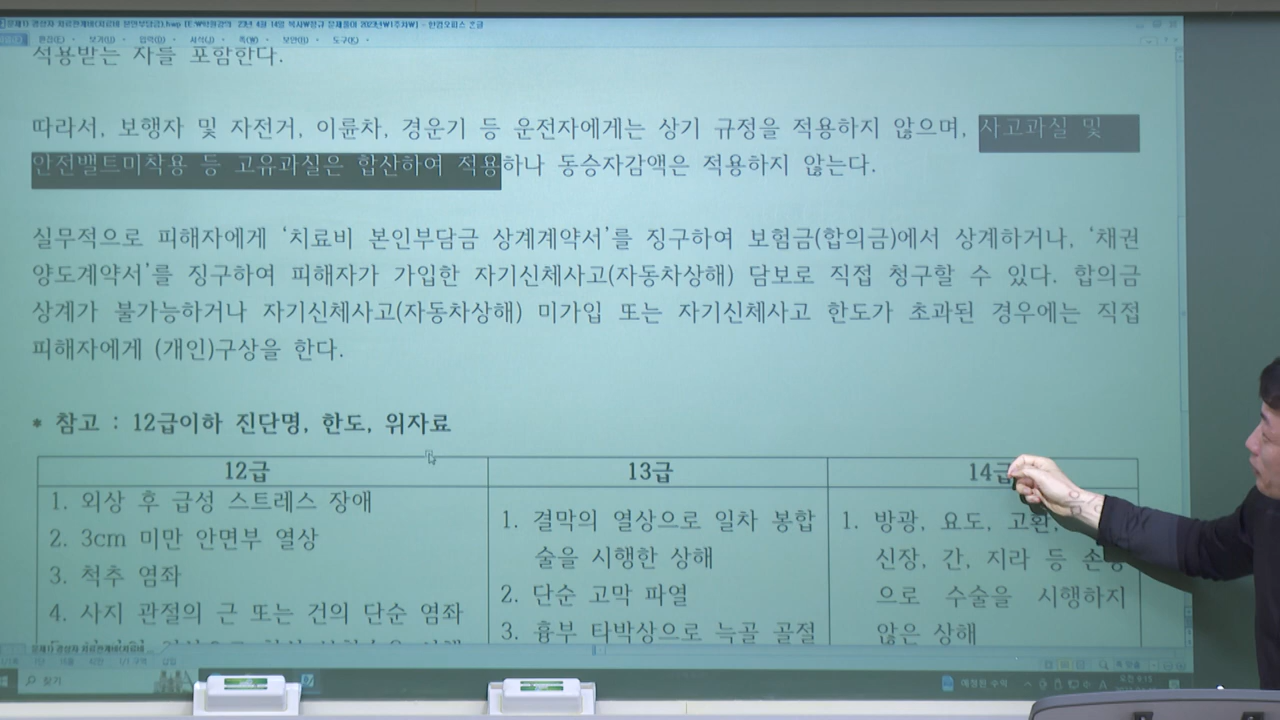 편집(E) 보기(U) 입력(D) 서식(J) 쪽(W) 보안(R) 도구(K)
적용받는 자를 포함한다.
따라서, 보행자 및 자전거, 이륜차, 경운기 등 운전자에게는 상기 규정을 적용하지 않으며, 사고과실 및
안전밸트미착용 등 고유과실은 합산하여 적용하나 동승자감액은 적용하지 않는다.
실무적으로 피해자에게 ‘치료비 본인부담금 상계계약서’를 징구하여 보험금(합의금)에서 상계하거나, ‘채권
양도계약서’를 징구하여 피해자가 가입한 자기신체사고(자동차상해) 담보로 직접 청구할 수 있다. 합의금
상계가 불가능하거나 자기신체사고(자동차상해) 미가입 또는 자기신체사고 한도가 초과된 경우에는 직접
피해자에게 (개인)구상을 한다.
* 참고 : 12급이하 진단명, 한도, 위자료
12급
1. 외상 후 급성 스트레스 장애
2. 3cm 미만 안면부 열상
3. 척추 염좌
4. 사지 관절의 근 또는 건의 단순 염좌
13급
1. 결막의 열상으로 일차 봉합
술을 시행한 상해
2. 단순 고막 파열
3. 흉부 타박상으로 늑골 골절
14급
1. 방광, 요도, 고환,
신장, 간, 지라 등
으로 수술을 시행하지
않은 상해
찾기